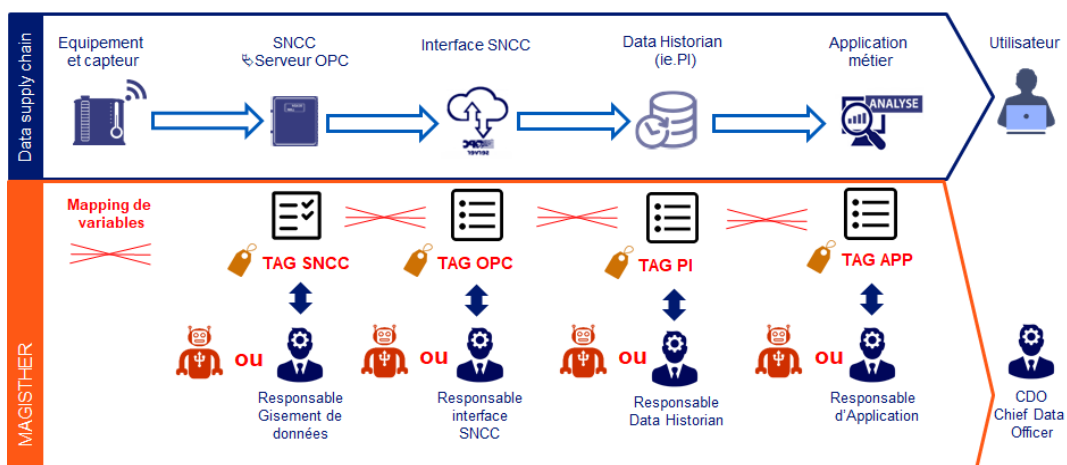 Data supply chain
Equipement
et capteur
SNCC
↳Serveur OPC
Interface SNCC
Data Historian
(ie.PI)
Application
métier
Utilisateur
ANALYSE
MAGISTHER
Mapping de
variables
TAG SNCC
TAG OPC
TAG PI
TAG APP
ou
ou
ou
ou
Responsable
Gisement de
données
Responsable
interface
SNCC
Responsable
Data Historian
Responsable
d'Application
CDO
Chief Data
Officer